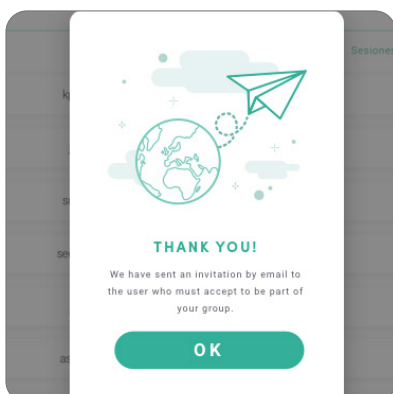 Sesiones
THANK YOU!
We have sent an invitation by email to
the user who must accept to be part of
your group.
OK